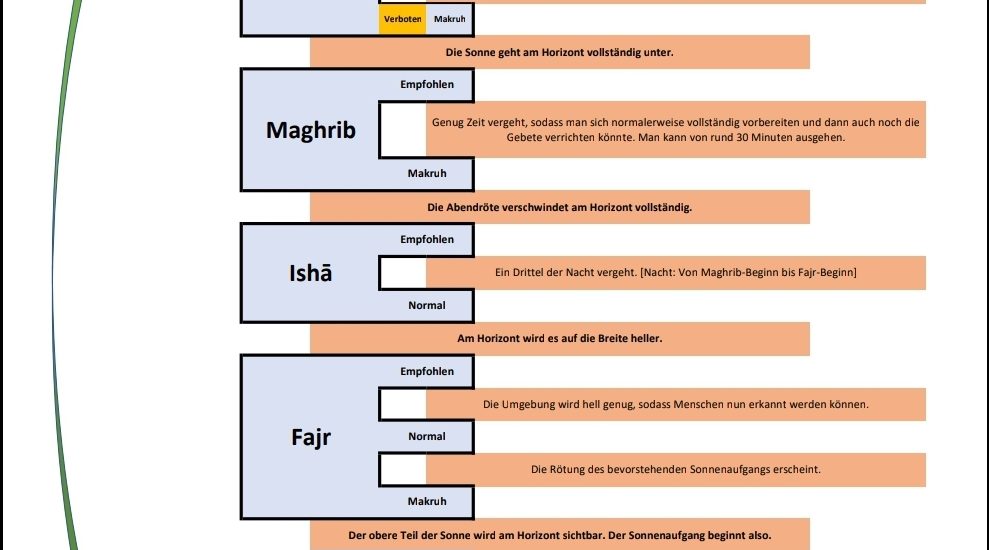 Verboten Makruh
Die Sonne geht am Horizont vollständig unter.
Empfohlen
Maghrib
Genug Zeit vergeht, sodass man sich normalerweise vollständig vorbereiten und dann auch noch die
Gebete verrichten könnte. Man kann von rund 30 Minuten ausgehen.
Makruh
Die Abendröte verschwindet am Horizont vollständig.
Empfohlen
Ishā
Ein Drittel der Nacht vergeht. [Nacht: Von Maghrib-Beginn bis Fajr-Beginn]
Normal
Am Horizont wird es auf die Breite heller.
Empfohlen
Die Umgebung wird hell genug, sodass Menschen nun erkannt werden können.
Fajr
Normal
Die Rötung des bevorstehenden Sonnenaufgangs erscheint.
Makruh
Der obere Teil der Sonne wird am Horizont sichtbar. Der Sonnenaufgang beginnt also.